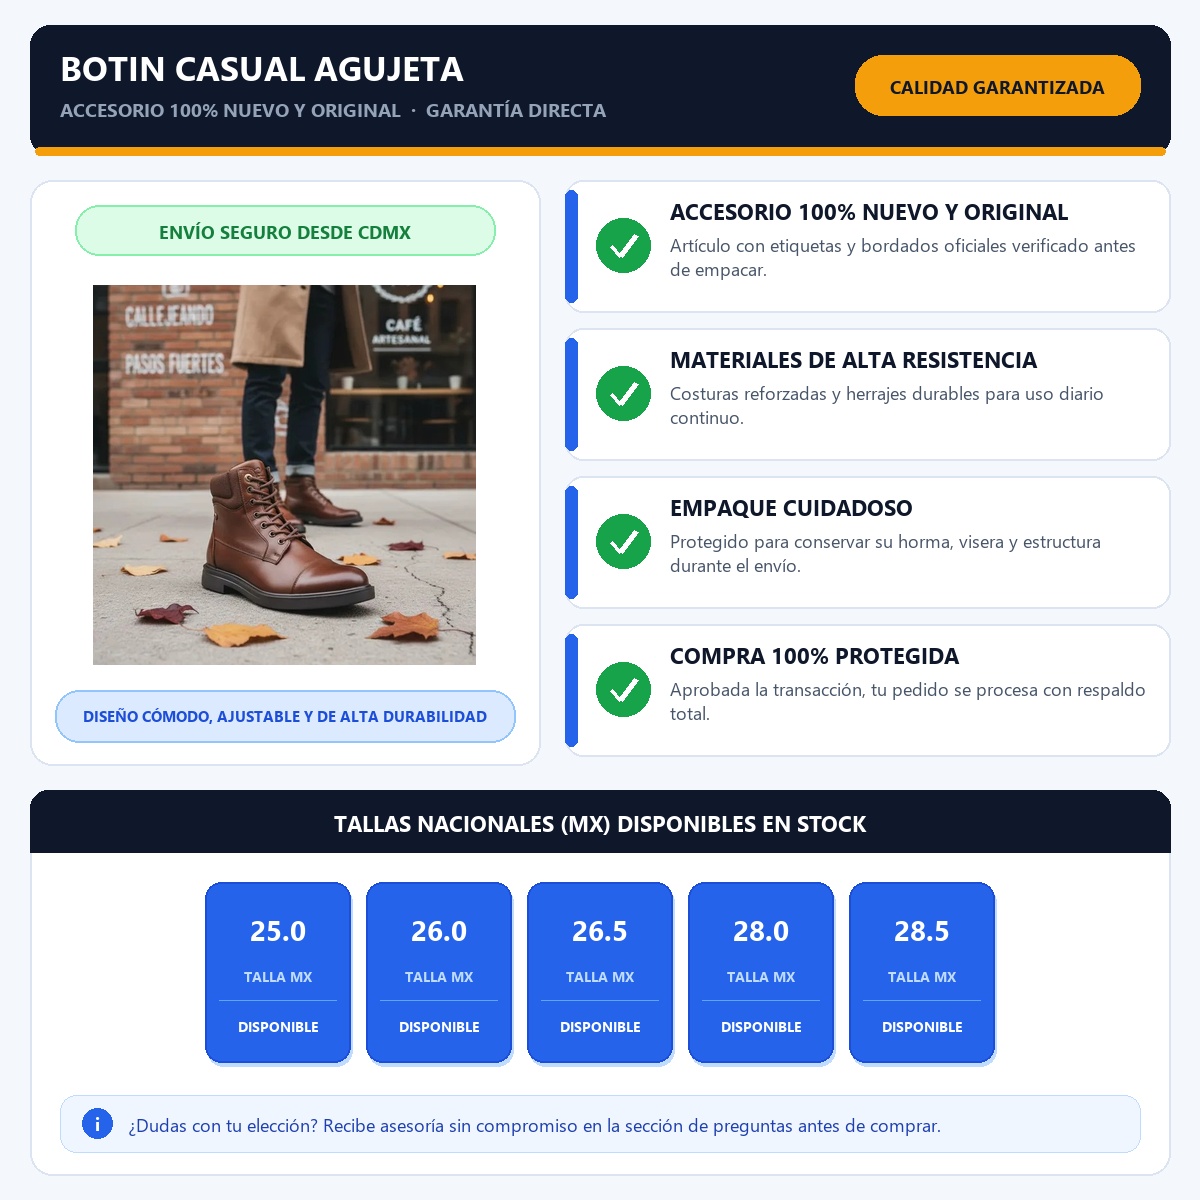 BOTIN CASUAL AGUJETA
ACCESORIO 100% NUEVO Y ORIGINAL · GARANTÍA DIRECTA
CALIDAD GARANTIZADA
ENVÍO SEGURO DESDE CDMX
CALLEJEANDO
PASOS FUERTES
CAFÉ
ARTESANAL
DISEÑO CÓMODO, AJUSTABLE Y DE ALTA DURABILIDAD
ACCESORIO 100% NUEVO Y ORIGINAL
Artículo con etiquetas y bordados oficiales verificado antes
de empacar.
MATERIALES DE ALTA RESISTENCIA
Costuras reforzadas y herrajes durables para uso diario
continuo.
EMPAQUE CUIDADOSO
Protegido para conservar su horma, visera y estructura
durante el envío.
COMPRA 100% PROTEGIDA
Aprobada la transacción, tu pedido se procesa con respaldo
total.
TALLAS NACIONALES (MX) DISPONIBLES EN STOCK
25.0
TALLA MX
DISPONIBLE
26.0
TALLA MX
DISPONIBLE
26.5
TALLA MX
DISPONIBLE
28.0
TALLA MX
DISPONIBLE
28.5
TALLA MX
DISPONIBLE
¿Dudas con tu elección? Recibe asesoría sin compromiso en la sección de preguntas antes de comprar.